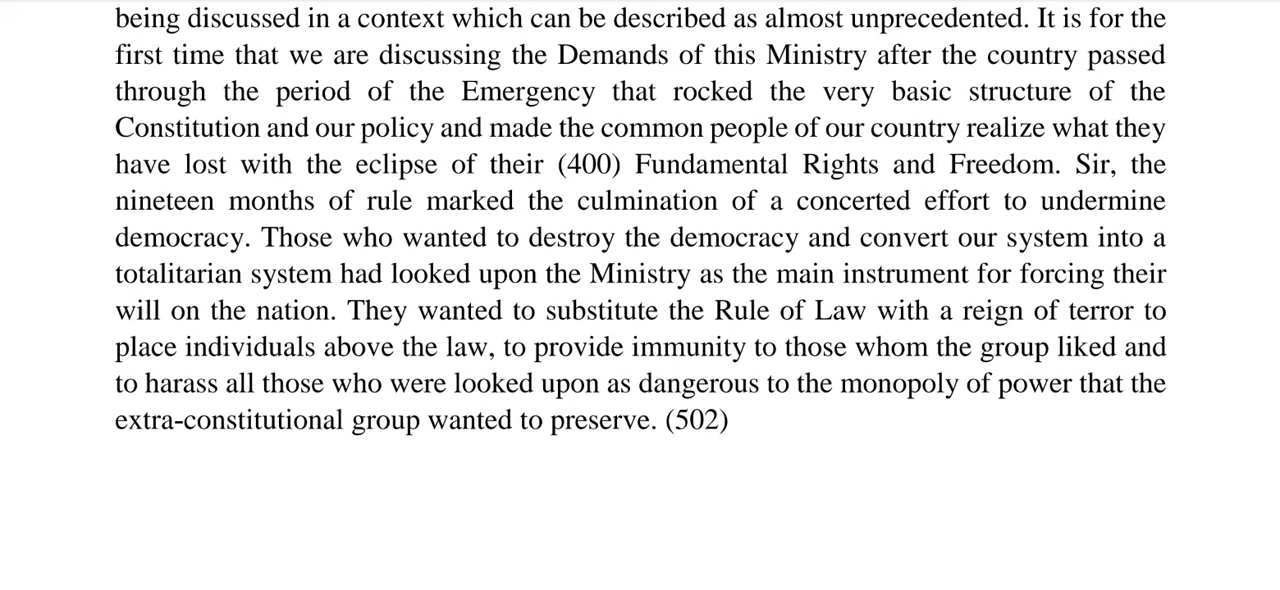 being discussed in a context which can be described as almost unprecedented. It is for the
first time that we are discussing the Demands of this Ministry after the country passed
through the period of the Emergency that rocked the very basic structure of the
Constitution and our policy and made the common people of our country realize what they
have lost with the eclipse of their (400) Fundamental Rights and Freedom. Sir, the
nineteen months of rule marked the culmination of a concerted effort to undermine
democracy. Those who wanted to destroy the democracy and convert our system into a
totalitarian system had looked upon the Ministry as the main instrument for forcing their
will on the nation. They wanted to substitute the Rule of Law with a reign of terror to
place individuals above the law, to provide immunity to those whom the group liked and
to harass all those who were looked upon as dangerous to the monopoly of power that the
extra-constitutional group wanted to preserve. (502)